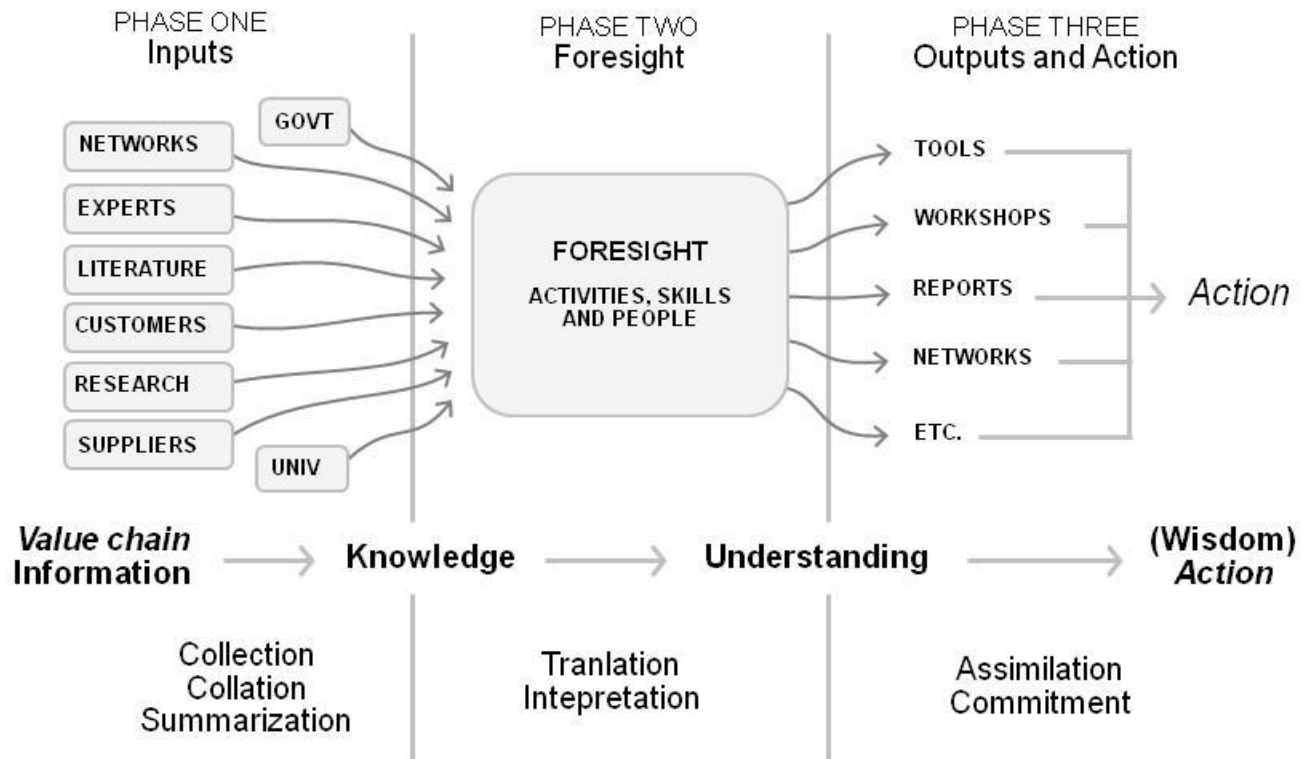 PHASE ONE
Inputs
PHASE TWO
Foresight
PHASE THREE
Outputs and Action
GOVT
NETWORKS
EXPERTS
LITERATURE
CUSTOMERS
RESEARCH
SUPPLIERS
UNIV
FORESIGHT
ACTIVITIES, SKILLS
AND PEOPLE
TOOLS
WORKSHOPS
REPORTS
NETWORKS
ETC.
Action
Value chain
Information
Knowledge
Understanding
(Wisdom)
Action
Collection
Collation
Summarization
Tranlation
Intepretation
Assimilation
Commitment